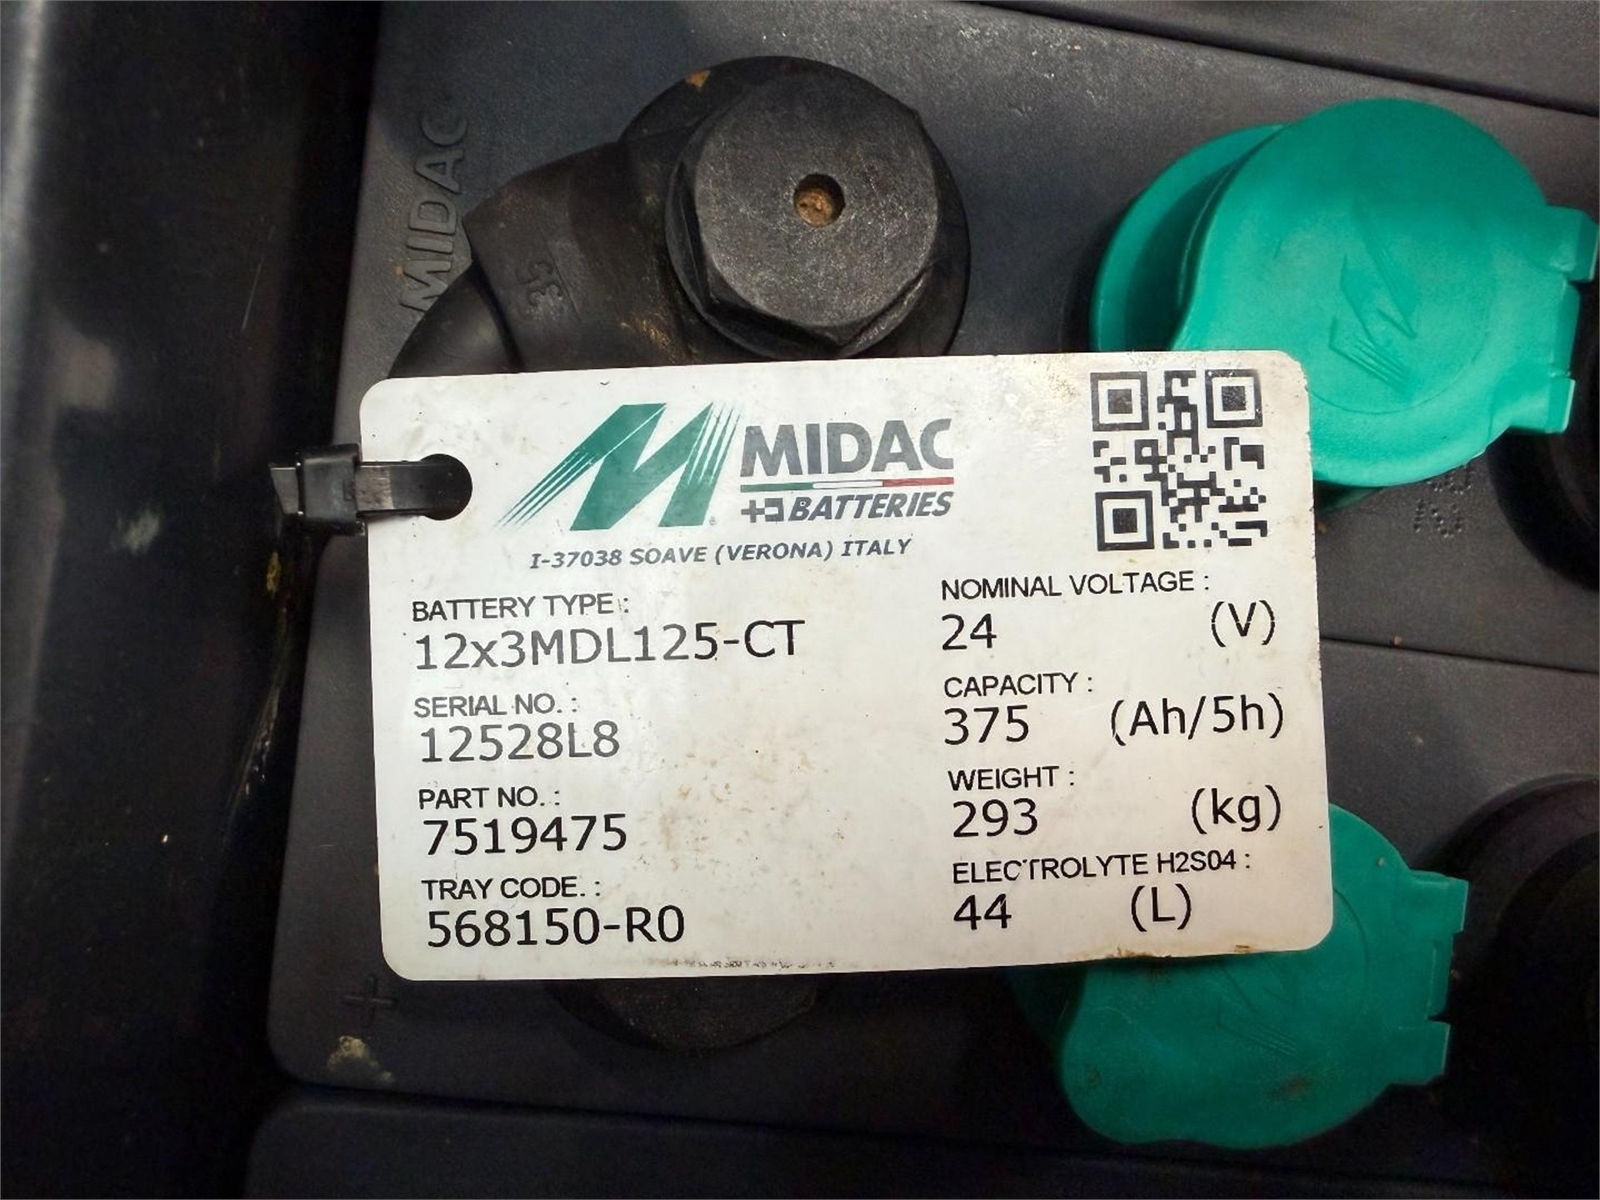 MIDAC
35
MIDAC
BATTERIES
I-37038 SOAVE (VERONA) ITALY
BATTERY TYPE :
12x3MDL125-CT
SERIAL NO. :
12528L8
PART NO. :
7519475
TRAY CODE. :
568150-R0
NOMINAL VOLTAGE :
24 (V)
CAPACITY :
375 (Ah/5h)
WEIGHT :
293 (kg)
ELECTROLYTE H2S04 :
44 (L)
+